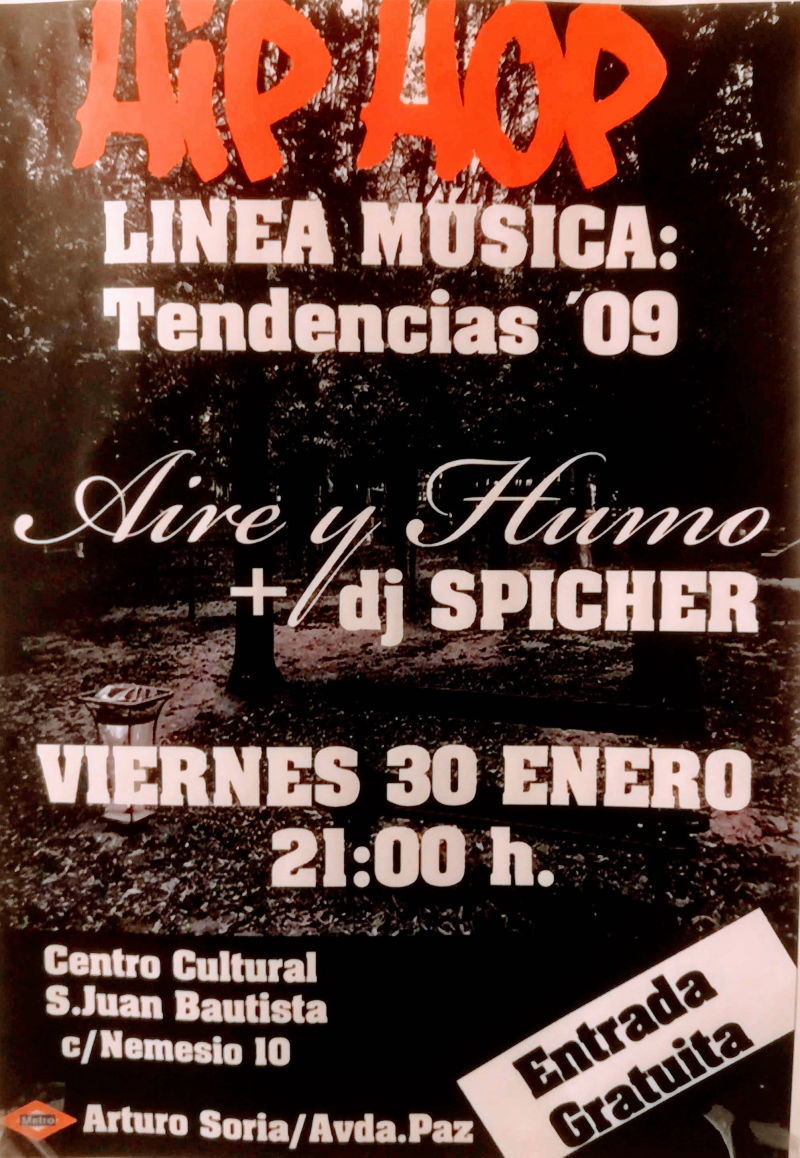 HIP HOP
LINEA MÚSICA:
Tendencias ´09
Aire y Humo
+ dj SPICHER
VIERNES 30 ENERO
21:00 h.
Centro Cultural
S.Juan Bautista
c/Nemesio 10
Entrada
Gratuita
Metro
Arturo Soria/Avda.Paz